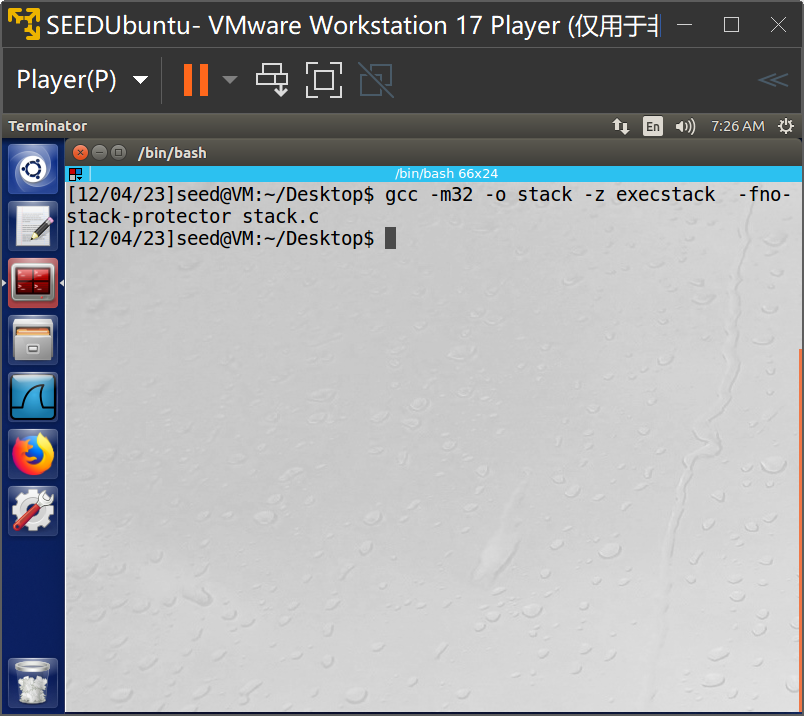 SEEDUbuntu- VMware Workstation 17 Player (仅用于非
Player(P)
Terminator
En
7:26 AM
/bin/bash
/bin/bash 66x24
[12/04/23]seed@VM:~/Desktop$ gcc -m32 -o stack -z execstack  -fno-
stack-protector stack.c
[12/04/23]seed@VM:~/Desktop$